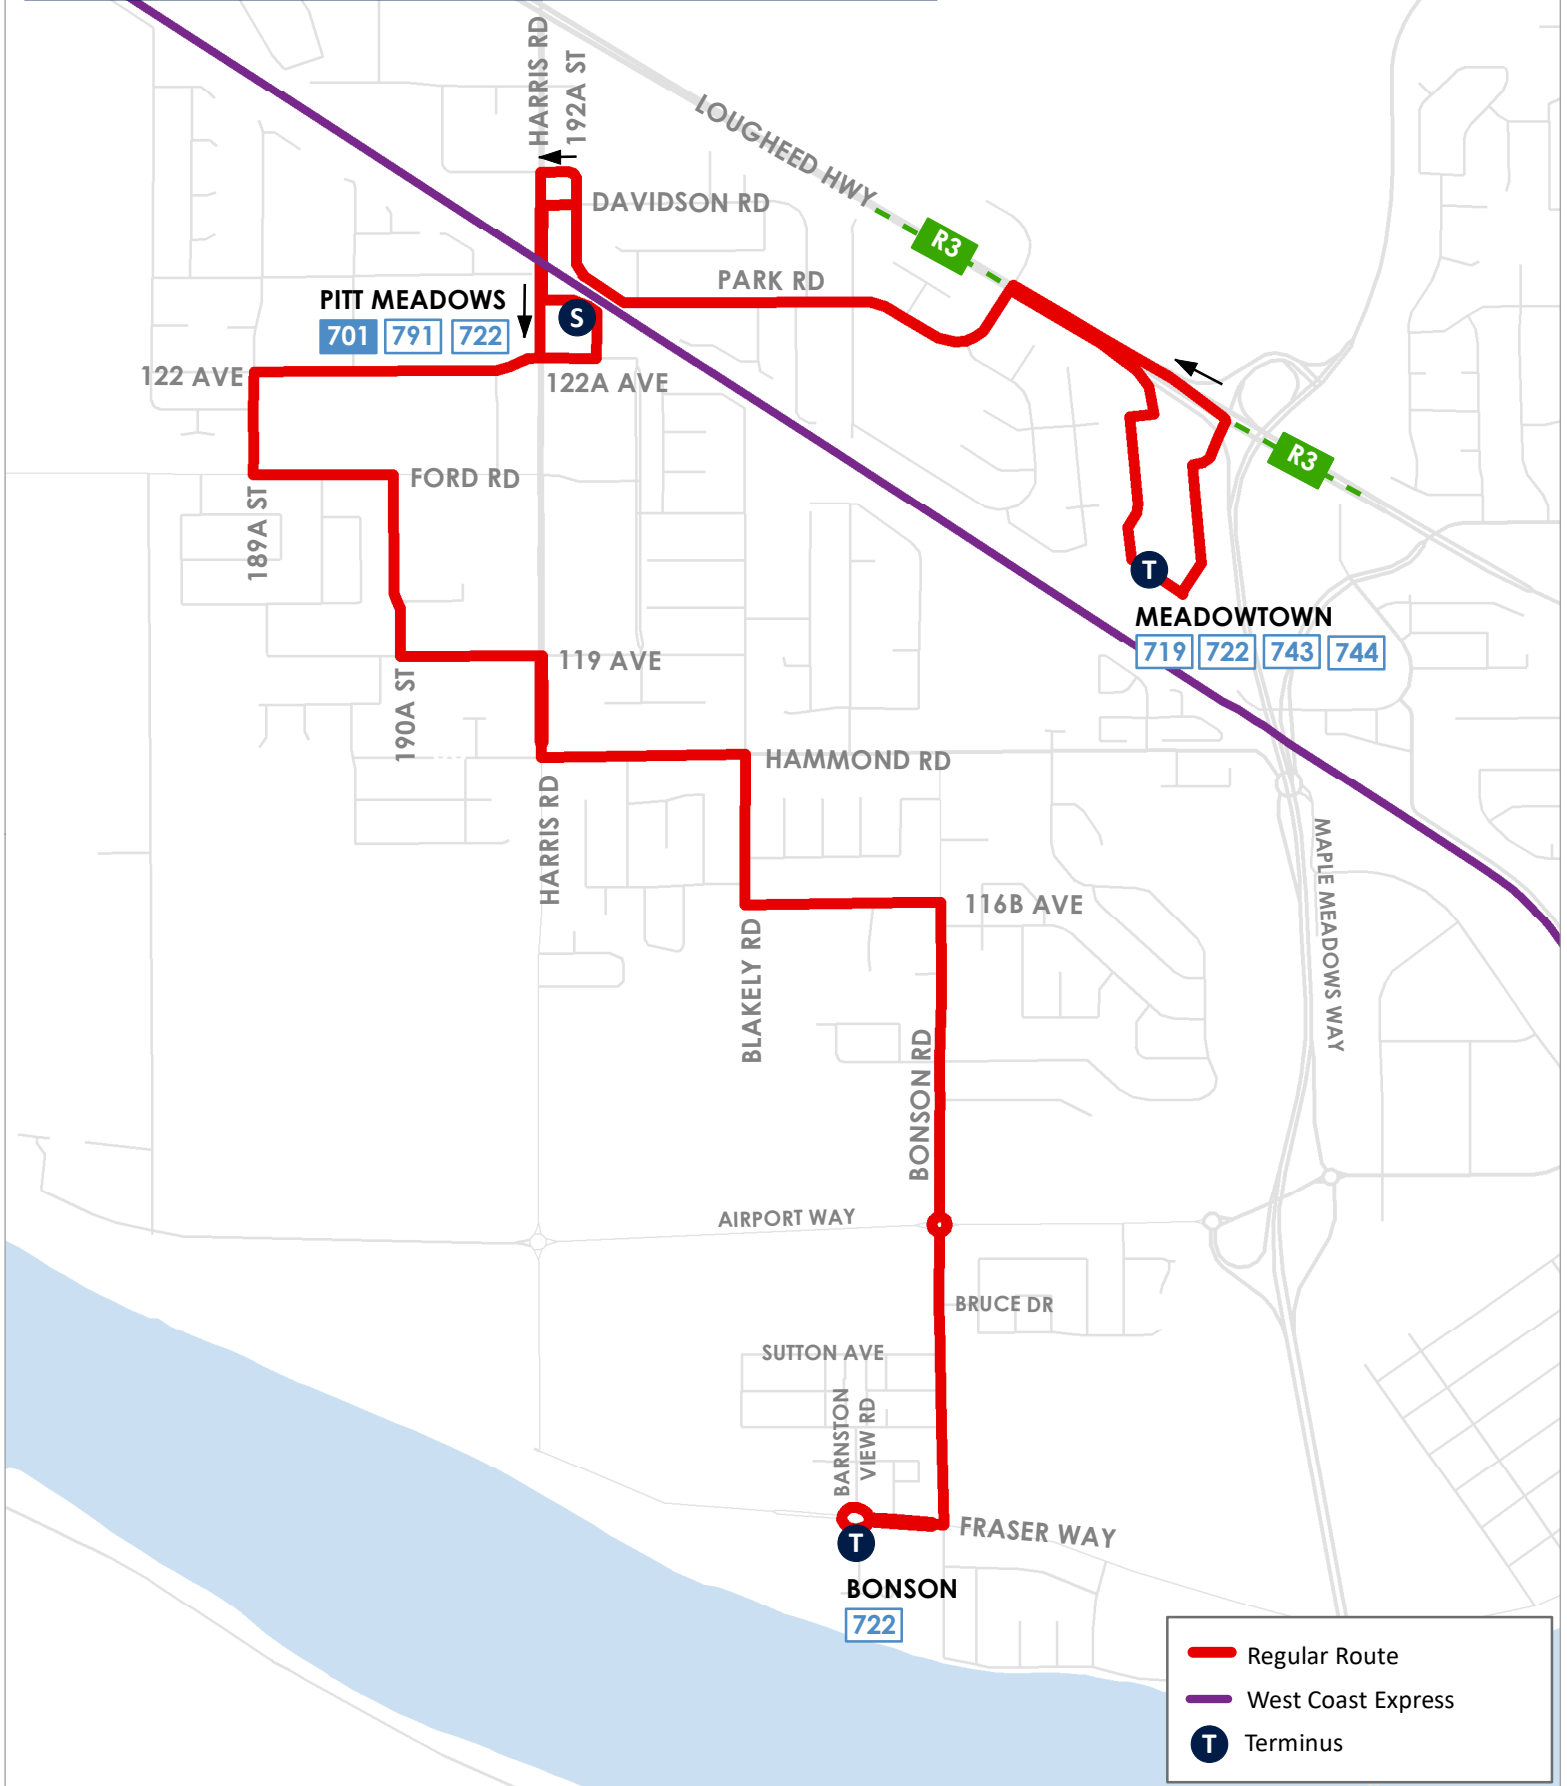 HARRIS RD
192A ST
LOUGHEED HWY
DAVIDSON RD
R3
PARK RD
PITT MEADOWS
701 791 722
S
122 AVE
122A AVE
R3
FORD RD
189A ST
T
MEADOWTOWN
719 722 743 744
119 AVE
190A ST
HAMMOND RD
HARRIS RD
MAPLE MEADOWS WAY
116B AVE
BLAKELY RD
BONSON RD
AIRPORT WAY
BRUCE DR
SUTTON AVE
BARNSTON
VIEW RD
FRASER WAY
T
BONSON
722
Regular Route
West Coast Express
T Terminus